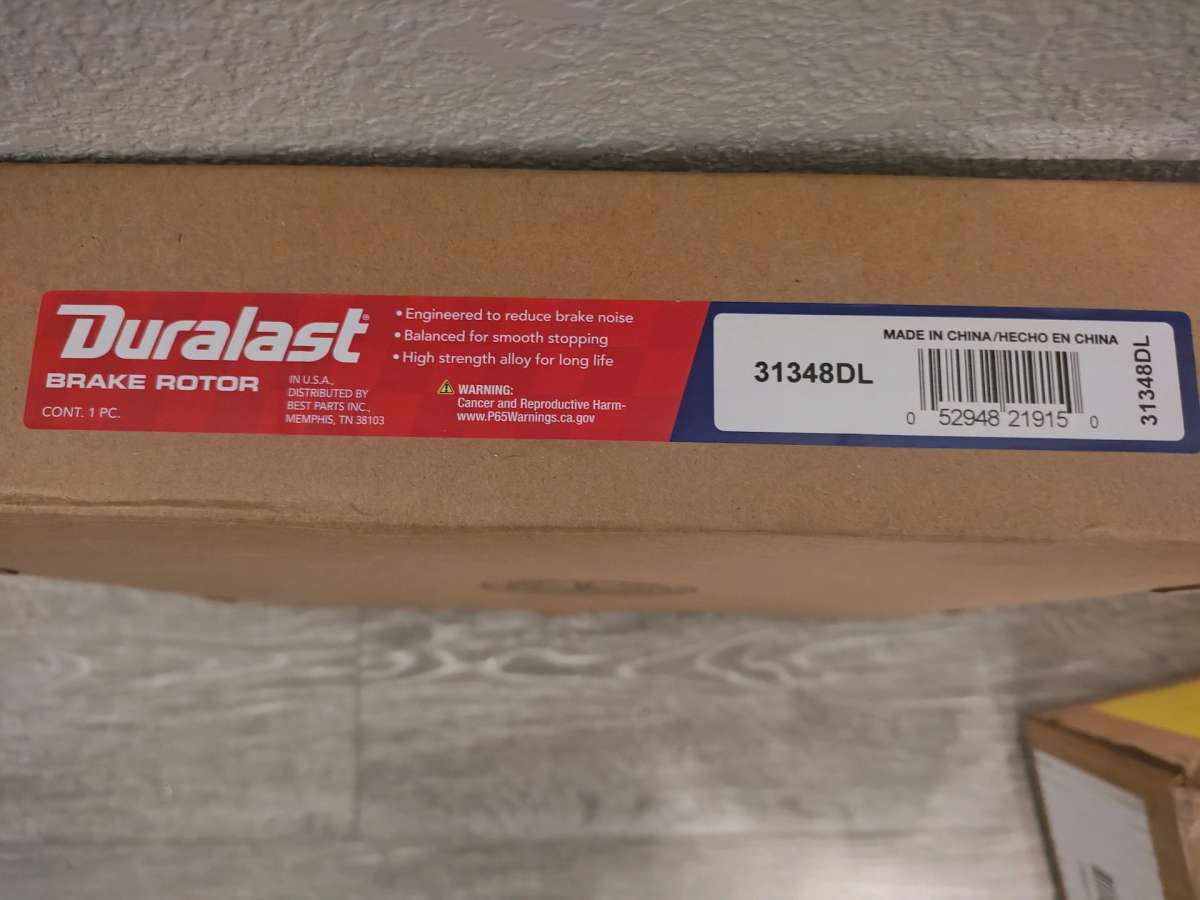 Duralast®
BRAKE ROTOR
CONT. 1 PC.
IN U.S.A.,
DISTRIBUTED BY
BEST PARTS INC.,
MEMPHIS, TN 38103
• Engineered to reduce brake noise
• Balanced for smooth stopping
• High strength alloy for long life
WARNING:
Cancer and Reproductive Harm-
www.P65Warnings.ca.gov
31348DL
MADE IN CHINA/HECHO EN CHINA
0 52948 21915 0
31348DL